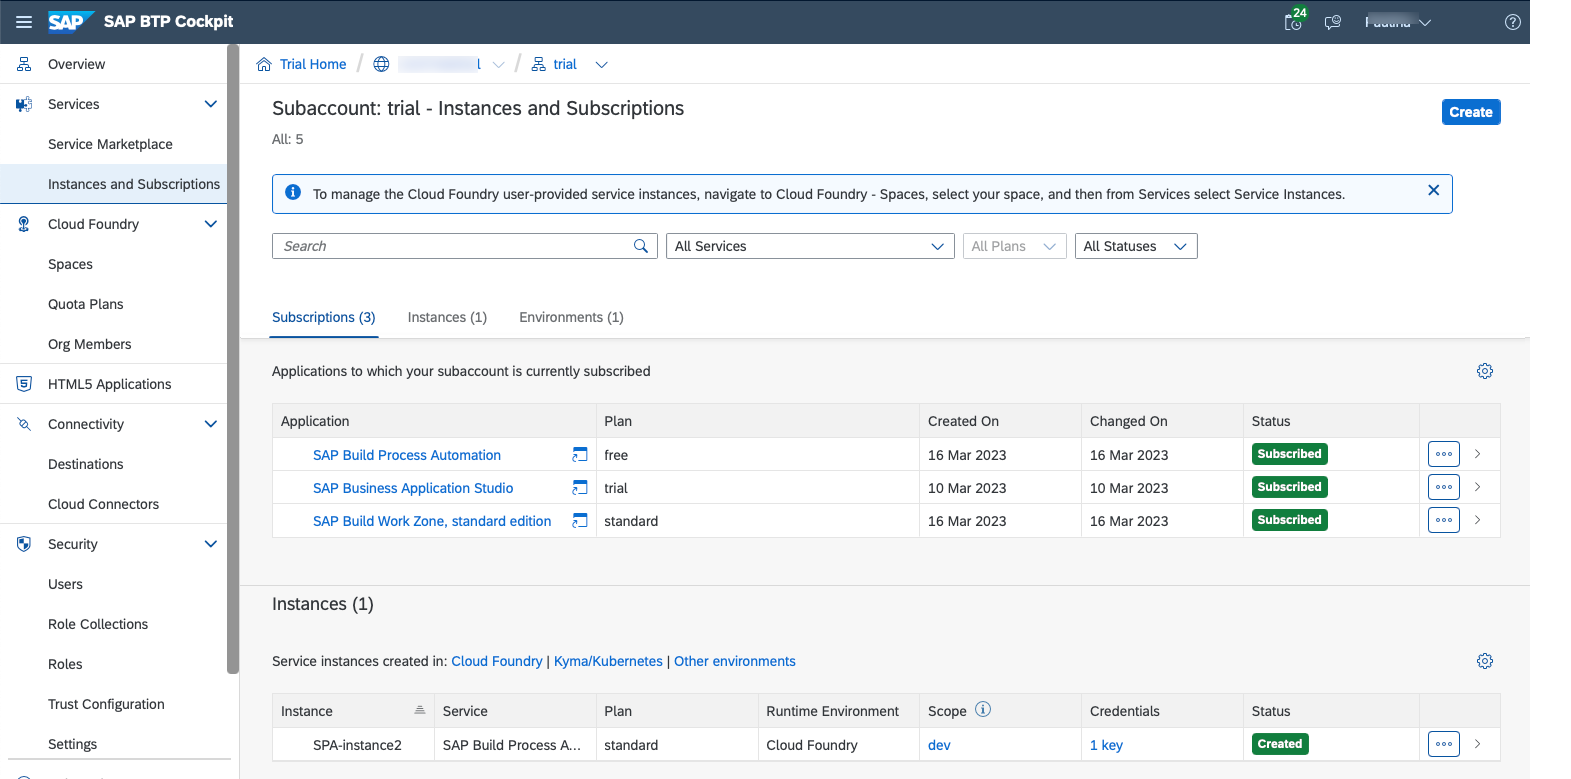 SAP SAP BTP Cockpit
24
Overview
Services
Service Marketplace
Instances and Subscriptions
Cloud Foundry
Spaces
Quota Plans
Org Members
HTML5 Applications
Connectivity
Destinations
Cloud Connectors
Security
Users
Role Collections
Roles
Trust Configuration
Settings
Trial Home / / trial
Subaccount: trial - Instances and Subscriptions
Create
All: 5
To manage the Cloud Foundry user-provided service instances, navigate to Cloud Foundry - Spaces, select your space, and then from Services select Service Instances.
Search All Services All Plans All Statuses
Subscriptions (3) Instances (1) Environments (1)
Applications to which your subaccount is currently subscribed
Application Plan Created On Changed On Status
SAP Build Process Automation free 16 Mar 2023 16 Mar 2023 Subscribed
SAP Business Application Studio trial 10 Mar 2023 10 Mar 2023 Subscribed
SAP Build Work Zone, standard edition standard 16 Mar 2023 16 Mar 2023 Subscribed
Instances (1)
Service instances created in: Cloud Foundry | Kyma/Kubernetes | Other environments
Instance Service Plan Runtime Environment Scope Credentials Status
SPA-instance2 SAP Build Process A... standard Cloud Foundry dev 1 key Created